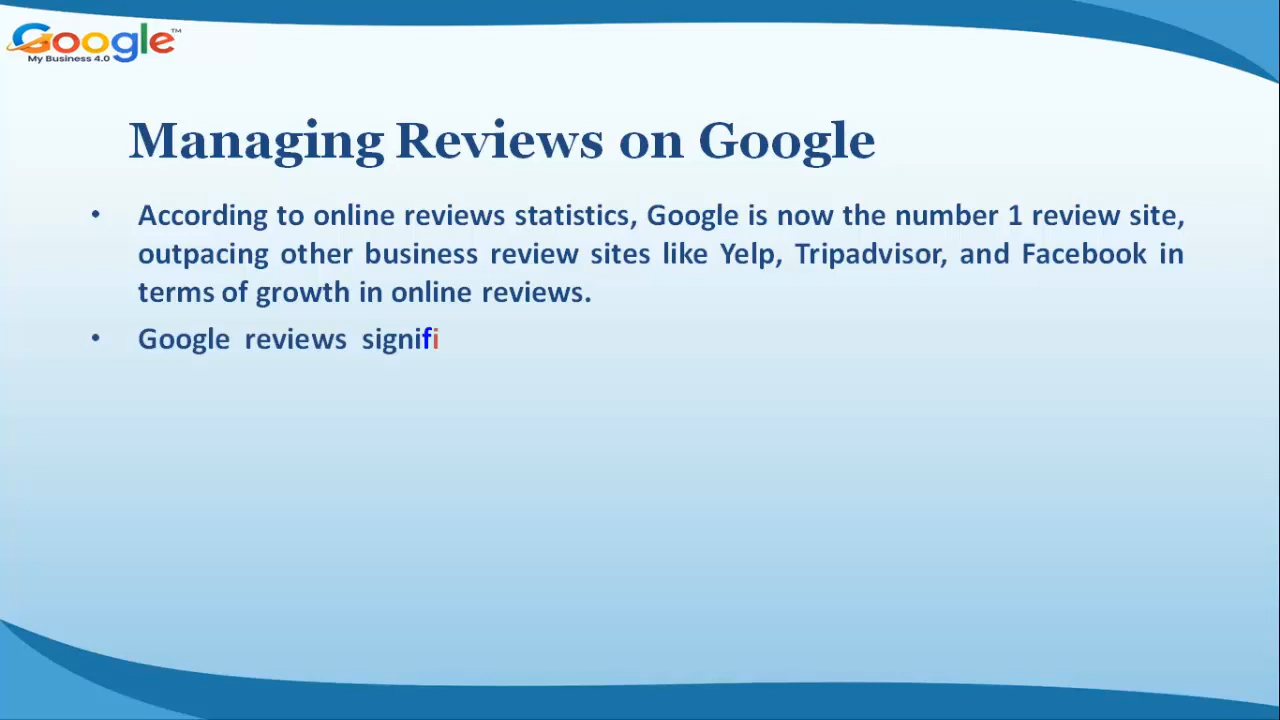 Google™
My Business 4.0
Managing Reviews on Google
• According to online reviews statistics, Google is now the number 1 review site,
outpacing other business review sites like Yelp, Tripadvisor, and Facebook in
terms of growth in online reviews.
• Google reviews signifi